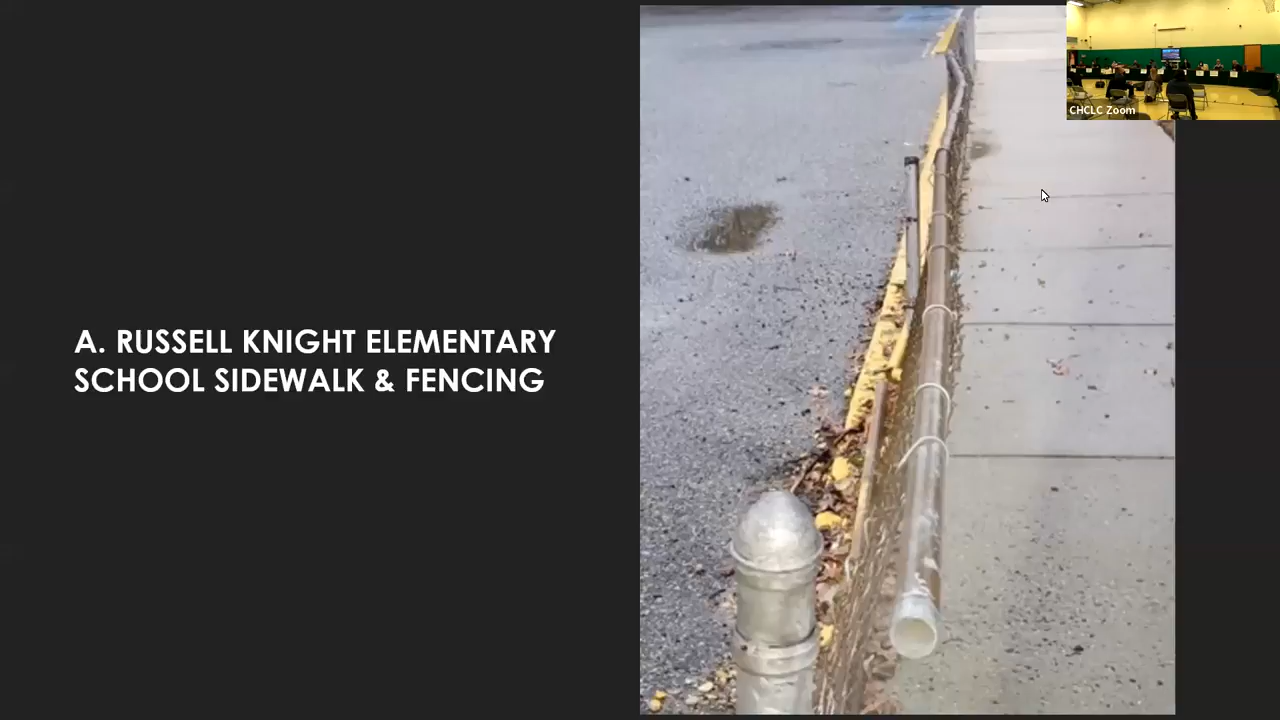 CHCLC Zoom
A. RUSSELL KNIGHT ELEMENTARY
SCHOOL SIDEWALK & FENCING